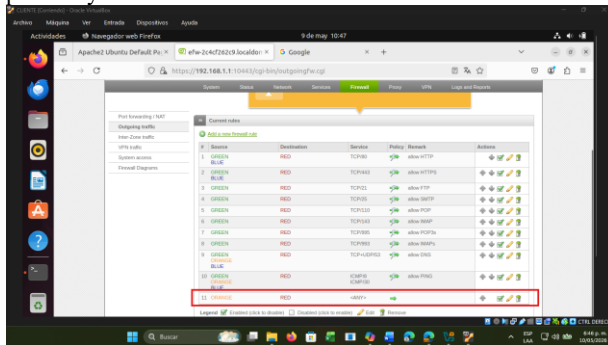 CLIENTE [Corriendo] - Oracle VirtualBox
Archivo Máquina Ver Entrada Dispositivos Ayuda
Actividades Navegador web Firefox 9 de may 10:47
Apache2 Ubuntu Default Pa efw-2c4cf262c9.localdom G Google
https://192.168.1.1:10443/cgi-bin/outgoingfw.cgi
System Status Network Services Firewall Proxy VPN Logs and Reports
Port forwarding / NAT
Outgoing traffic
Inter-Zone traffic
VPN traffic
System access
Firewall Diagrams
Current rules
Add a new firewall rule
# Source Destination Service Policy Remark Actions
1 GREEN BLUE RED TCP/80 allow HTTP
2 GREEN BLUE RED TCP/443 allow HTTPS
3 GREEN RED TCP/21 allow FTP
4 GREEN RED TCP/25 allow SMTP
5 GREEN RED TCP/110 allow POP
6 GREEN RED TCP/143 allow IMAP
7 GREEN RED TCP/995 allow POP3s
8 GREEN RED TCP/993 allow IMAPs
9 GREEN ORANGE BLUE RED TCP+UDP/53 allow DNS
10 GREEN ORANGE BLUE RED ICMP/8 ICMP/30 allow PING
11 ORANGE RED <ANY>
Legend Enabled (click to disable) Disabled (click to enable) Edit Remove
CTRL DEREC
Buscar
ESP
LAA
8:48 p. m.
10/05/2026